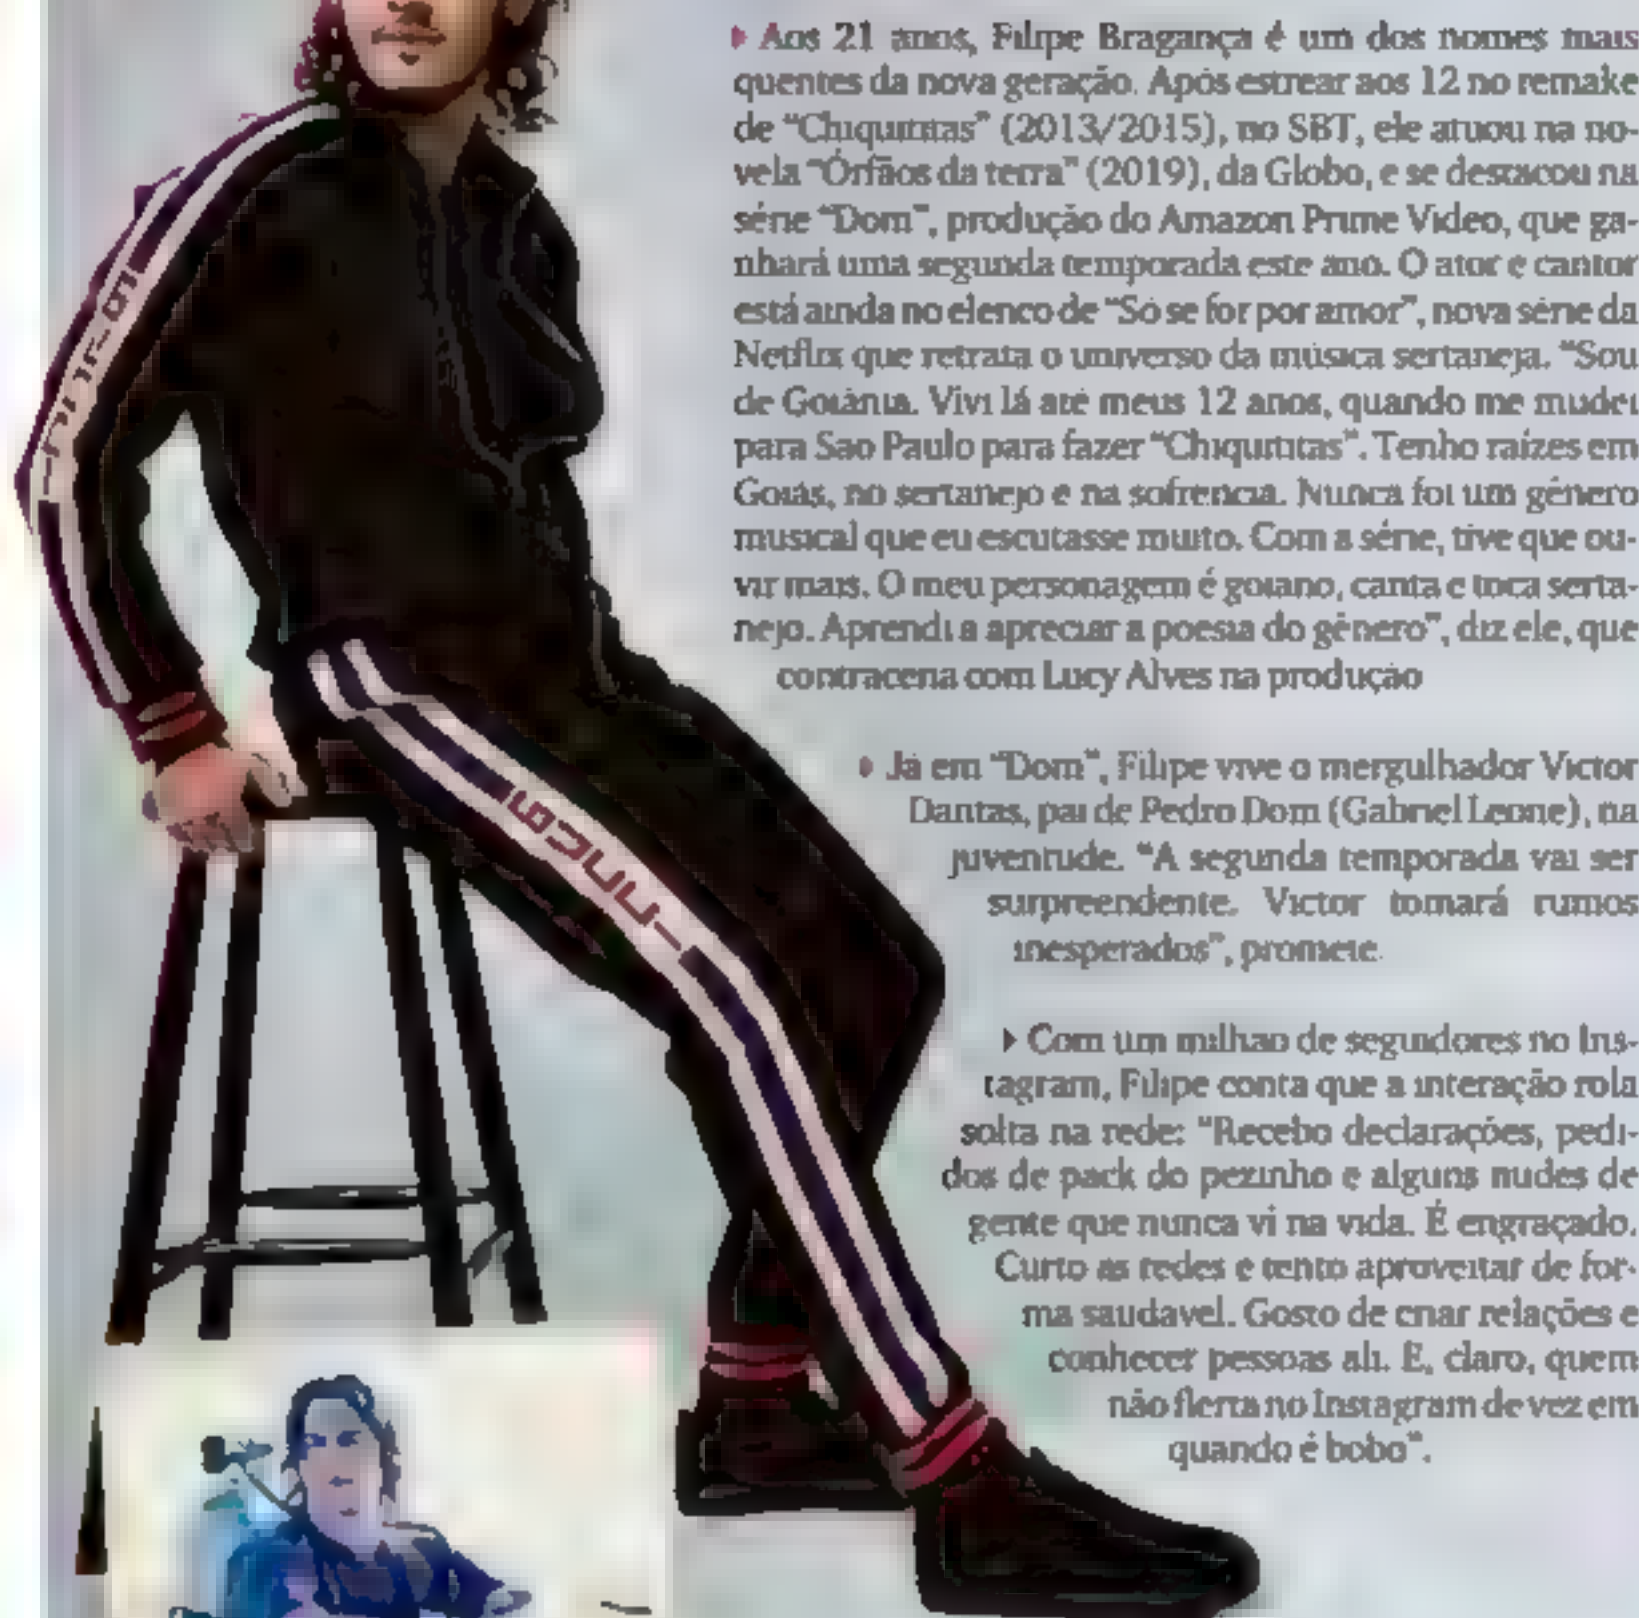 Aos 21 anos, Filipe Bragança é um dos nomes mais
quentes da nova geração. Após estrear aos 12 no remake
de “Chiquititas” (2013/2015), no SBT, ele atuou na no-
vela “Órfãos da terra” (2019), da Globo, e se destacou na
série “Dom”, produção do Amazon Prime Video, que ga-
nhará uma segunda temporada este ano. O ator e cantor
está ainda no elenco de “Só se for por amor”, nova série da
Netflix que retrata o universo da música sertaneja. “Sou
de Goiânia. Vivi lá até meus 12 anos, quando me mudei
para São Paulo para fazer “Chiquititas”. Tenho raízes em
Goiás, no sertanejo e na sofrência. Nunca foi um gênero
musical que eu escutasse muito. Com a série, tive que ou-
vir mais. O meu personagem é goiano, canta e toca serta-
nejo. Aprendi a apreciar a poesia do gênero”, diz ele, que
contracena com Lucy Alves na produção
Já em “Dom”, Filipe vive o mergulhador Victor
Dantas, pai de Pedro Dom (Gabriel Leone), na
juventude. “A segunda temporada vai ser
surpreendente. Victor tomará rumos
inesperados”, promete.
Com um milhão de seguidores no Ins-
tagram, Filipe conta que a interação rola
solta na rede: “Recebo declarações, pedi-
dos de pack do pezinho e alguns nudes de
gente que nunca vi na vida. É engraçado.
Curto as redes e tento aproveitar de for-
ma saudável. Gosto de criar relações e
conhecer pessoas ali. E, claro, quem
não flerta no Instagram de vez em
quando é bobo”.